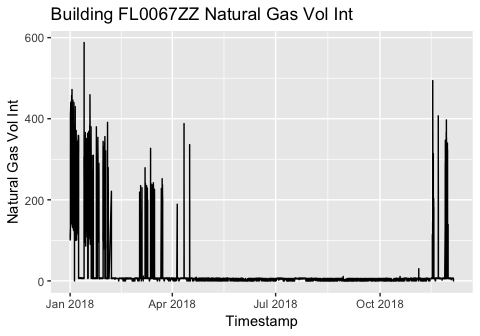 Building FL0067ZZ Natural Gas Vol Int
600
400
200
0
Natural Gas Vol Int
Jan 2018
Apr 2018
Jul 2018
Oct 2018
Timestamp